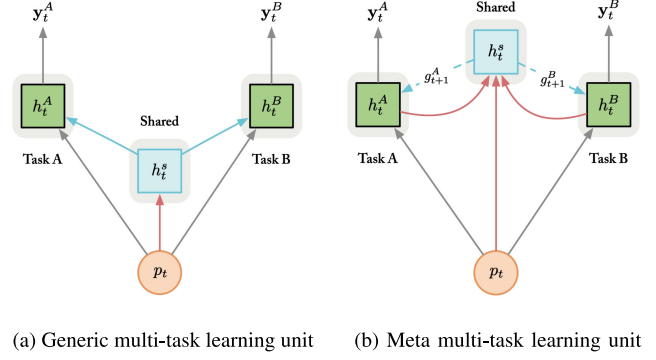 y_t^A
y_t^B
h_t^A
h_t^B
Shared
Task A
Task B
h_t^s
p_t
(a) Generic multi-task learning unit
y_t^A
y_t^B
Shared
h_t^s
g_{t+1}^A
g_{t+1}^B
h_t^A
h_t^B
Task A
Task B
p_t
(b) Meta multi-task learning unit